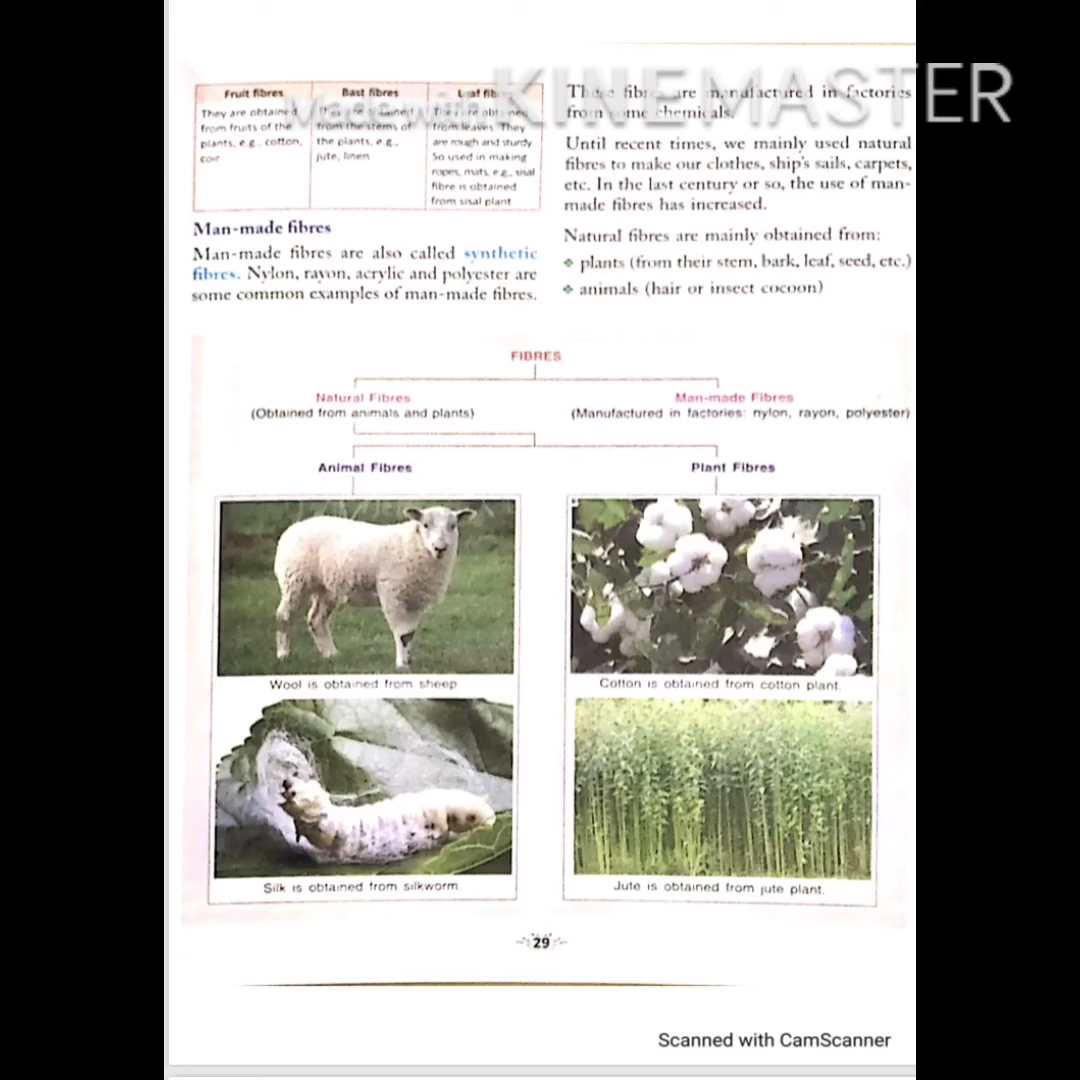 Made with KINEMASTER
Fruit fibres
They are obtained
from fruits of the
plants, e.g., cotton,
coir
Bast fibres
They are obtained
from the stems of
the plants, e.g.,
jute, linen
Leaf fibres
They are obtained
from leaves. They
are rough and sturdy
So used in making
ropes, mats, e.g., sisal
fibre is obtained
from sisal plant
Man-made fibres
Man-made fibres are also called synthetic
fibres. Nylon, rayon, acrylic and polyester are
some common examples of man-made fibres.
These fibres are manufactured in factories
from some chemicals.
Until recent times, we mainly used natural
fibres to make our clothes, ship's sails, carpets,
etc. In the last century or so, the use of man-
made fibres has increased.
Natural fibres are mainly obtained from:
❖ plants (from their stem, bark, leaf, seed, etc.)
❖ animals (hair or insect cocoon)
FIBRES
Natural Fibres
(Obtained from animals and plants)
Man-made Fibres
(Manufactured in factories: nylon, rayon, polyester)
Animal Fibres
Plant Fibres
Wool is obtained from sheep
Cotton is obtained from cotton plant.
Silk is obtained from silkworm
Jute is obtained from jute plant.
29
Scanned with CamScanner